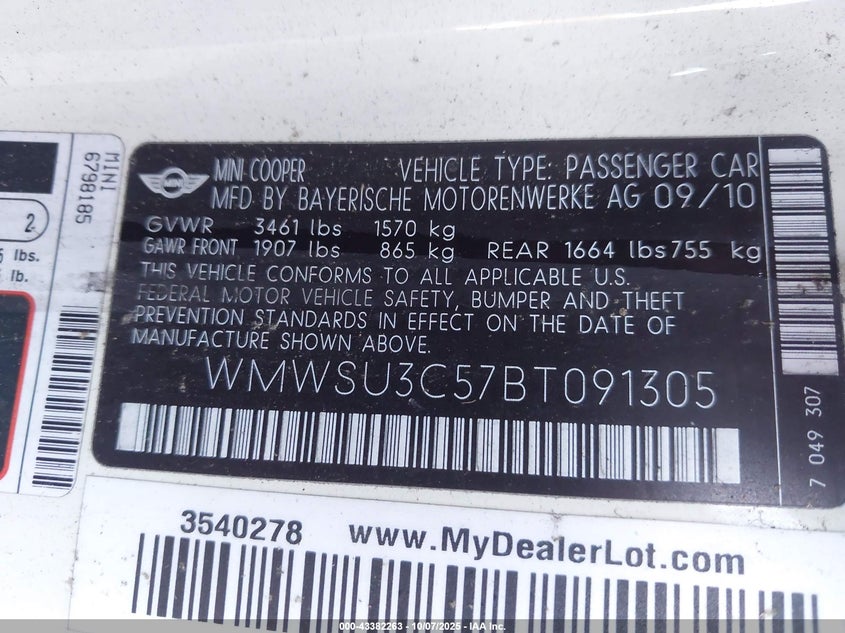 MINI
6798185
2
lbs.
lb.
MINI
MINI COOPER VEHICLE TYPE: PASSENGER CAR
MFD BY BAYERISCHE MOTORENWERKE AG 09/10
GVWR 3461 lbs 1570 kg
GAWR FRONT 1907 lbs 865 kg REAR 1664 lbs 755 kg
THIS VEHICLE CONFORMS TO ALL APPLICABLE U.S.
FEDERAL MOTOR VEHICLE SAFETY, BUMPER AND THEFT
PREVENTION STANDARDS IN EFFECT ON THE DATE OF
MANUFACTURE SHOWN ABOVE.
WMWSU3C57BT091305
7 049 307
3540278 www.MyDealerLot.com
000-43382263 - 10/07/2025 - IAA Inc.